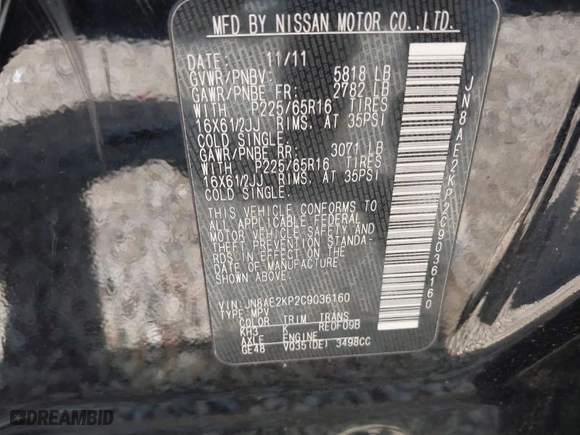 MFD BY NISSAN MOTOR CO.,LTD.
DATE: 11/11
GVWR/PNBV: 5818 LB
GAWR/PNBE FR: 2782 LB
WITH P225/65R16 TIRES
16X61/2JJ RIMS, AT 35PSI
COLD SINGLE.
GAWR/PNBE RR: 3071 LB
WITH P225/65R16 TIRES
16X61/2JJ RIMS, AT 35PSI
COLD SINGLE.
THIS VEHICLE CONFORMS TO
ALL APPLICABLE FEDERAL
MOTOR VEHICLE SAFETY AND
THEFT PREVENTION STANDA-
RDS IN EFFECT ON THE
DATE OF MANUFACTURE
SHOWN ABOVE.
VIN:JN8AE2KP2C9036160
TYPE:MPV
COLOR TRIM TRANS
KH3 K RE0F09B
AXLE ENGINE
GE48 VQ35(DE) 3498CC
JN8AE2KP2C9036160
©DREAMBID